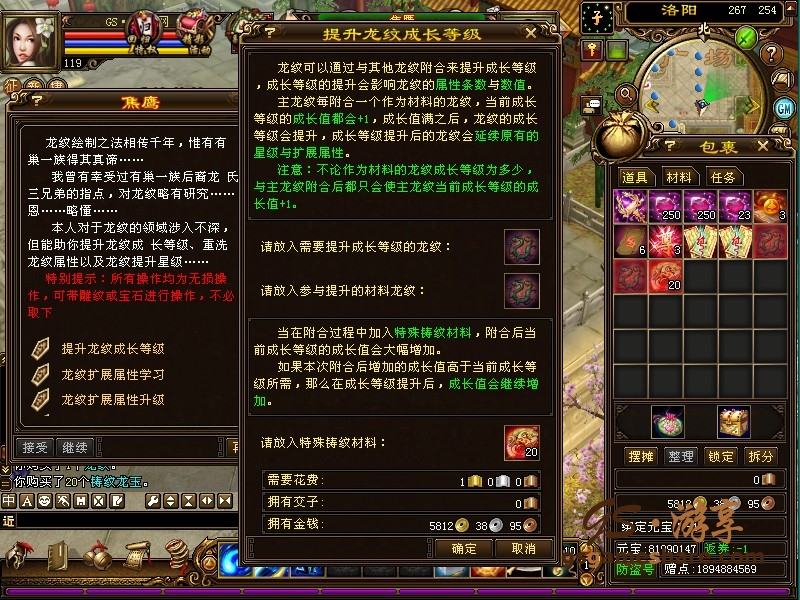 GS
119
洛阳
267 254
北
GM
焦鹰
龙纹绘制之法相传千年，惟有有
巢一族得其真谛……
我曾有幸受过有巢一族后裔龙 氏
三兄弟的指点，对龙纹略有研究……
恩……略懂……
本人对于龙纹的领域涉入不深，
但能助你提升龙纹成 长等级、重洗
龙纹属性以及龙纹提升星级……
特别提示：所有操作均为无损操
作，可带雕纹或宝石进行操作，不必
取下
提升龙纹成长等级
龙纹扩展属性学习
龙纹扩展属性升级
接受
继续
你购买了20个铸纹龙玉。
近
提升龙纹成长等级
龙纹可以通过与其他龙纹附合来提升成长等级
，成长等级的提升会影响龙纹的属性条数与数值。
主龙纹每附合一个作为材料的龙纹，当前成长
等级的成长值都会+1，成长值满之后，龙纹的成长
等级会提升，成长等级提升后的龙纹会延续原有的
星级与扩展属性。
注意：不论作为材料的龙纹成长等级为多少，
与主龙纹附合后都只会使主龙纹当前成长等级的成
长值+1。
请放入需要提升成长等级的龙纹：
请放入参与提升的材料龙纹：
当在附合过程中加入特殊铸纹材料，附合后当
前成长等级的成长值会大幅增加。
如果本次附合后增加的成长值高于当前成长等
级所需，那么在成长等级提升后，成长值会继续增
加。
请放入特殊铸纹材料：
20
需要花费：
1 0 0
拥有交子：
0
拥有金钱：
5812 38 95
确定
取消
包裹
道具
材料
任务
250 250 23 3
6 3
20
摆摊
整理
锁定
拆分
0
5812 38 95
元宝:81090147
返券:-1
防盗号
赠点:1894884569